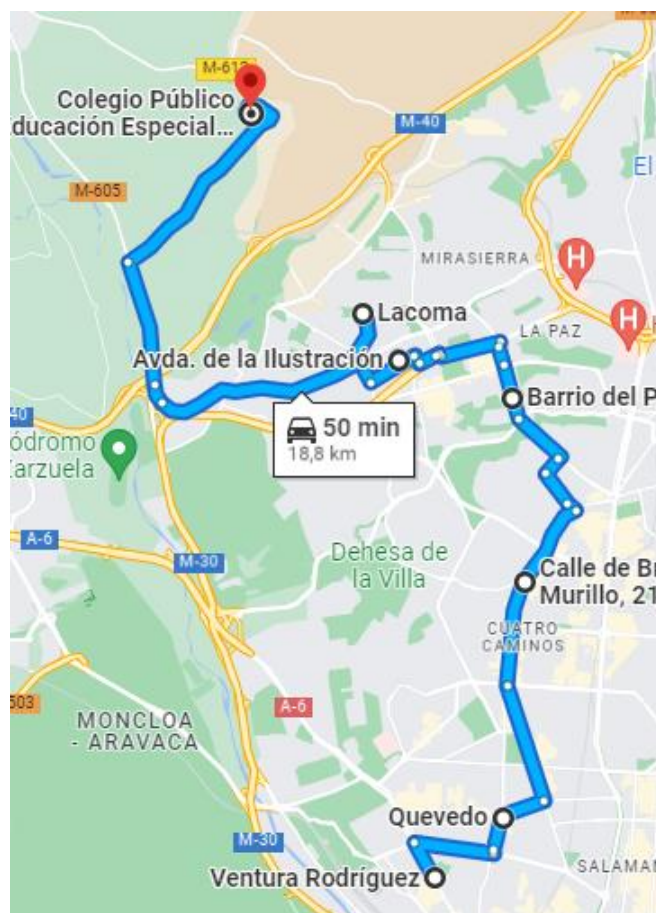 M-612
Colegio Público
ducación Especial...
M-40
M-605
El
MIRASIERRA
H
Lacoma
H
LA PAZ
Avda. de la Ilustración
Barrio del P
40
50 min
18,8 km
ódromo
Zarzuela
A-6
M-30
Dehesa de
la Villa
Calle de Br
Murillo, 21
CUATRO
CAMINOS
503
A-6
MONCLOA
- ARAVACA
Quevedo
M-30
SALAMAN
Ventura Rodríguez